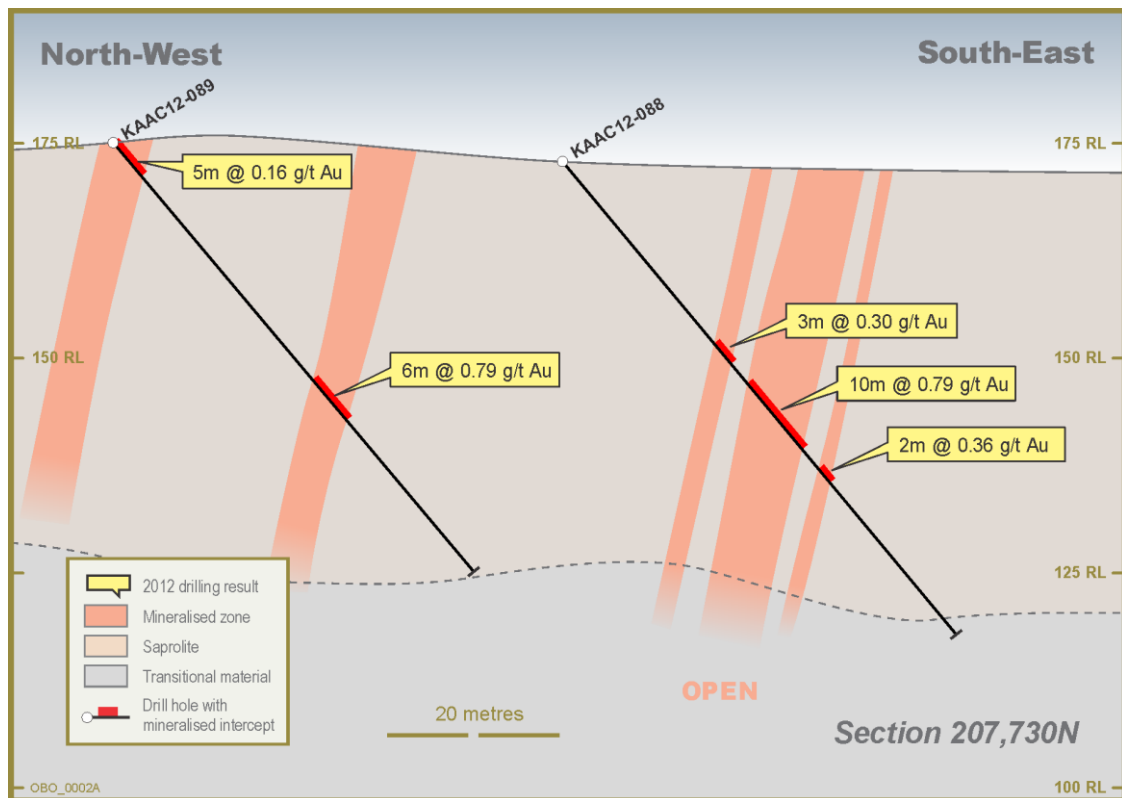 North-West
South-East
KAAC12-089
KAAC12-088
175 RL
175 RL
5m @ 0.16 g/t Au
3m @ 0.30 g/t Au
150 RL
150 RL
6m @ 0.79 g/t Au
10m @ 0.79 g/t Au
2m @ 0.36 g/t Au
125 RL
2012 drilling result
Mineralised zone
Saprolite
Transitional material
Drill hole with
mineralised intercept
OPEN
20 metres
Section 207,730N
OBO_0002A
100 RL